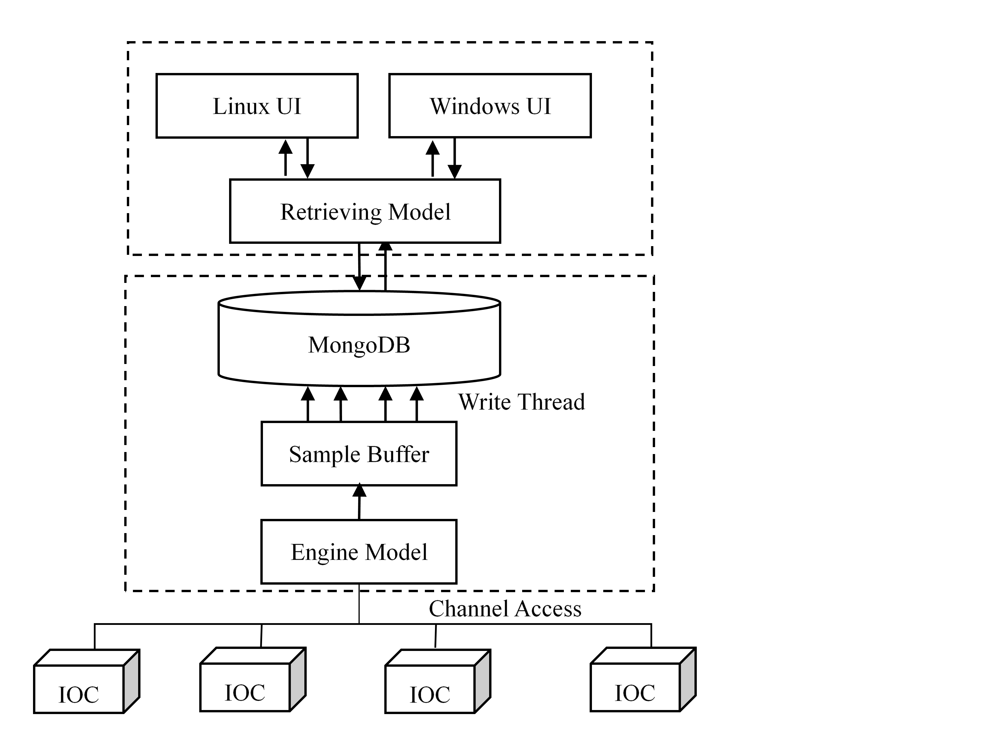 Linux UI
Windows UI
Retrieving Model
MongoDB
Write Thread
Sample Buffer
Engine Model
Channel Access
IOC
IOC
IOC
IOC